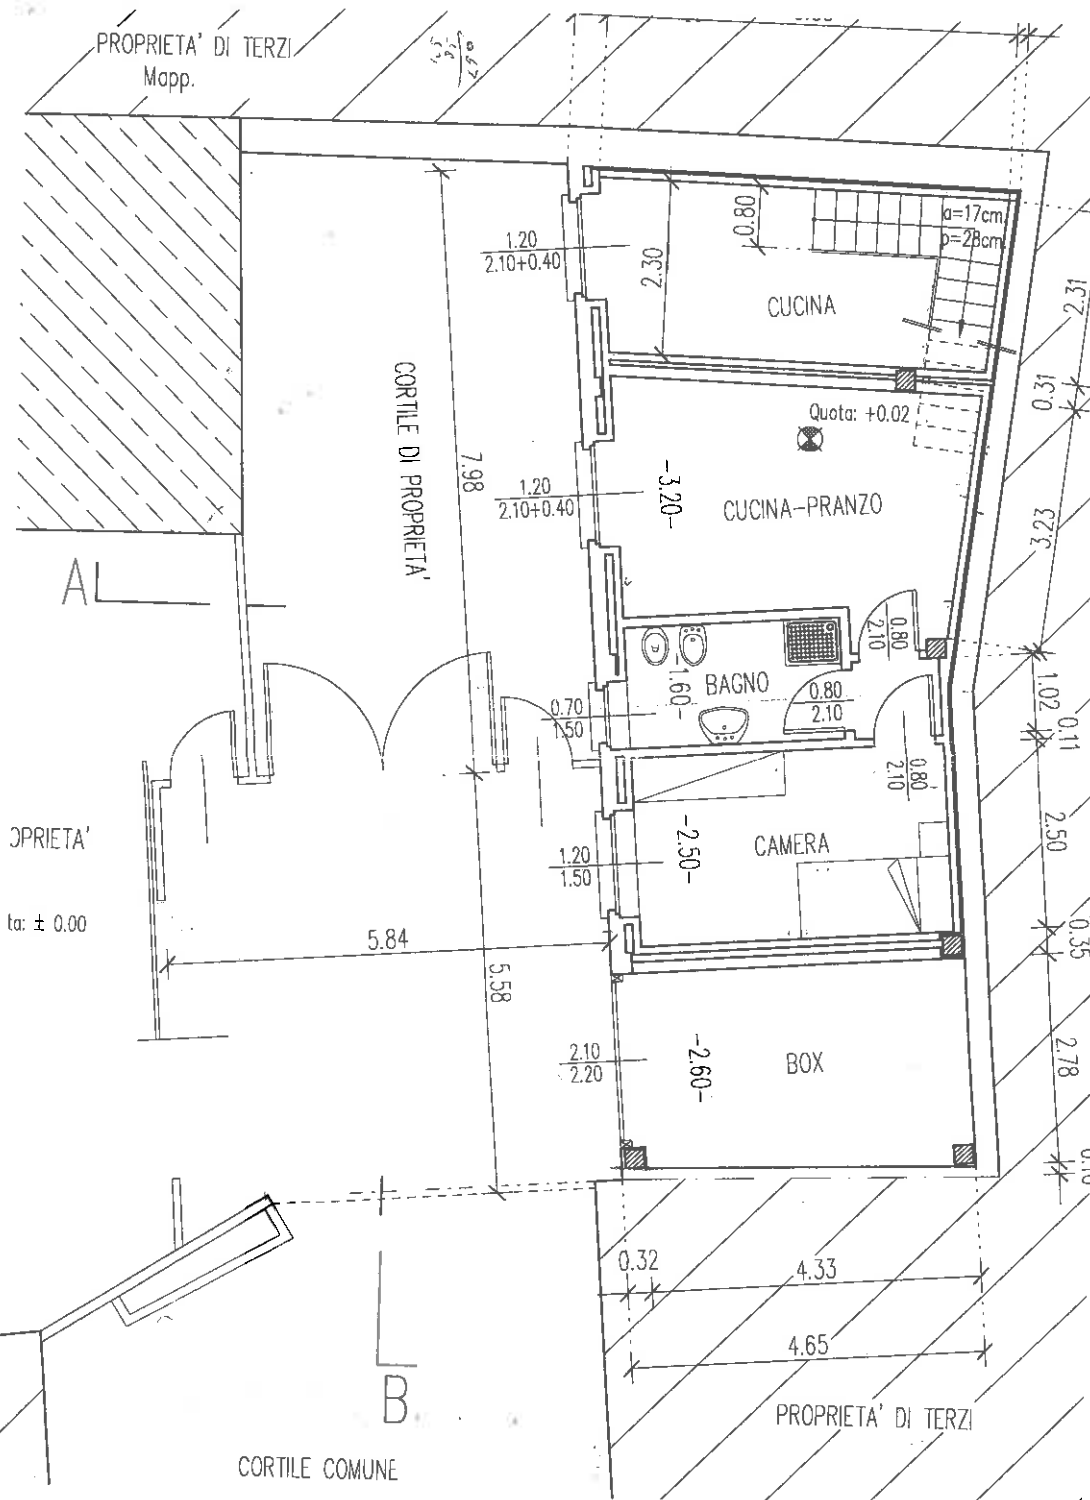 PROPRIETA' DI TERZI
Mapp.
1.20
2.10+0.40
2.30
0.80
a=17cm
p=28cm
CUCINA
2.31
0.31
CORTILE DI PROPRIETA'
7.98
1.20
2.10+0.40
-3.20-
Quota: +0.02
CUCINA-PRANZO
3.23
A
0.80
2.10
0.70
1.50
-1.60-
BAGNO
0.80
2.10
1.02
0.11
0.80
2.10
OPRIETA'
ta: ± 0.00
1.20
1.50
-2.50-
CAMERA
2.50
0.35
5.84
5.58
2.10
2.20
-2.60-
BOX
2.78
0.32
4.33
4.65
B
PROPRIETA' DI TERZI
CORTILE COMUNE